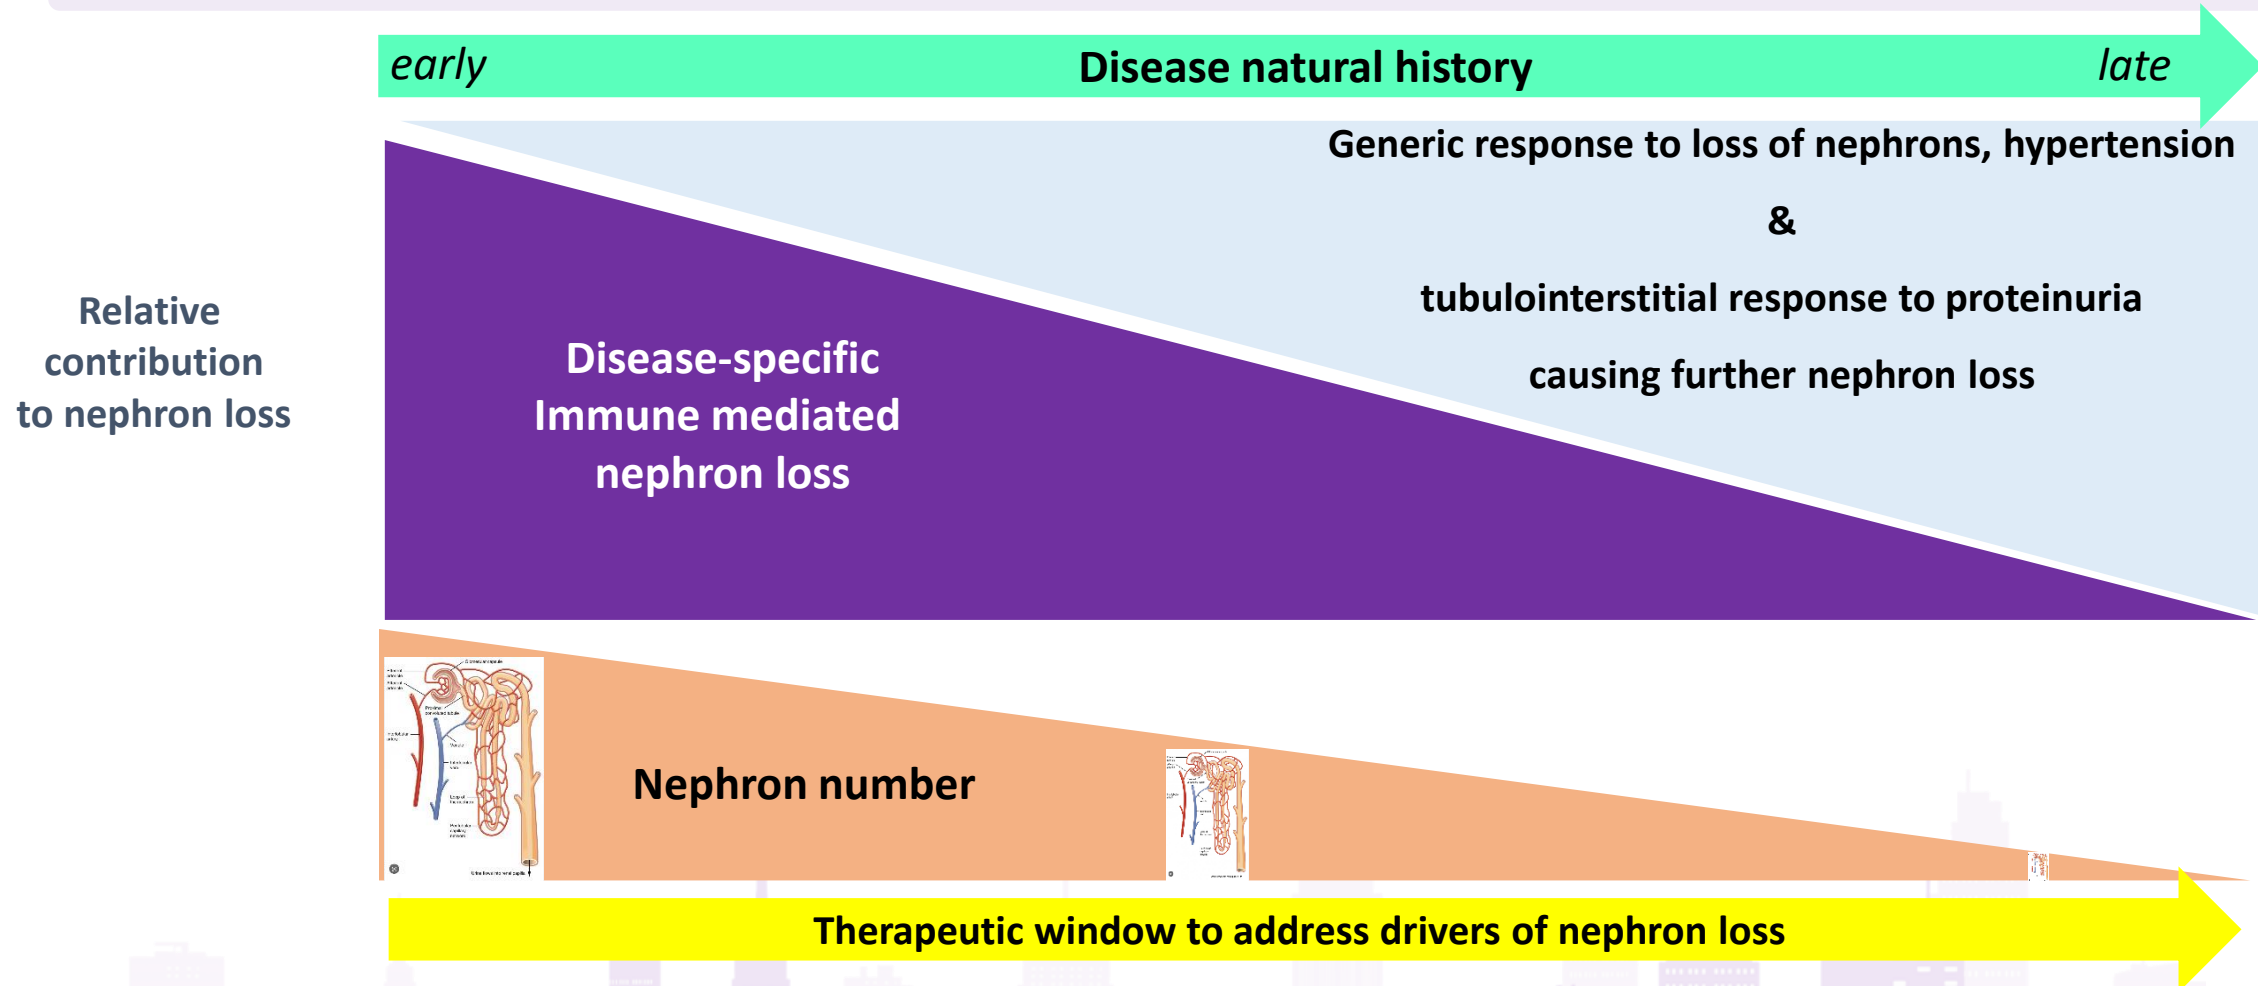 early
Disease natural history
late
Generic response to loss of nephrons, hypertension
&
tubulointerstitial response to proteinuria
causing further nephron loss
Relative
contribution
to nephron loss
Disease-specific
Immune mediated
nephron loss
Nephron number
Therapeutic window to address drivers of nephron loss